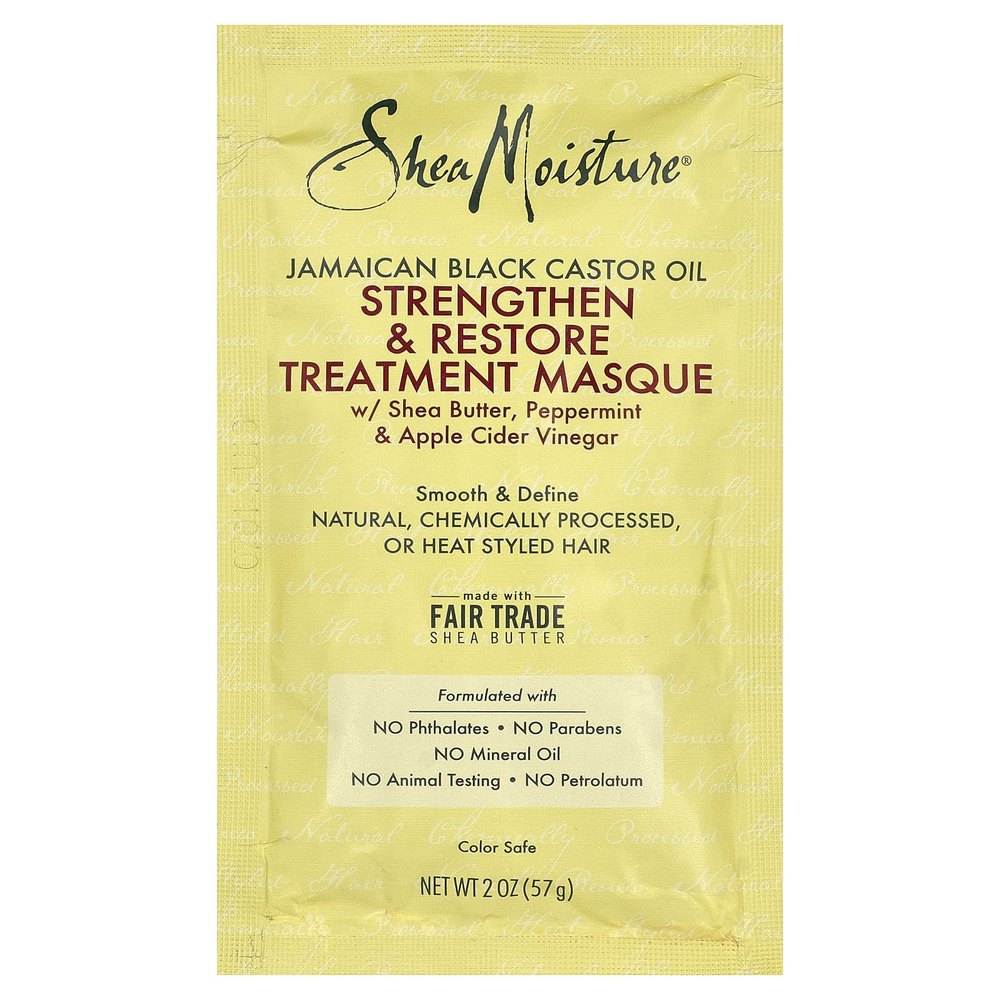 Shea Moisture®
JAMAICAN BLACK CASTOR OIL
STRENGTHEN
& RESTORE
TREATMENT MASQUE
w/ Shea Butter, Peppermint
& Apple Cider Vinegar
Smooth & Define
NATURAL, CHEMICALLY PROCESSED,
OR HEAT STYLED HAIR
made with
FAIR TRADE
SHEA BUTTER
Formulated with
NO Phthalates • NO Parabens
NO Mineral Oil
NO Animal Testing • NO Petrolatum
Color Safe
NET WT 2 OZ (57 g)